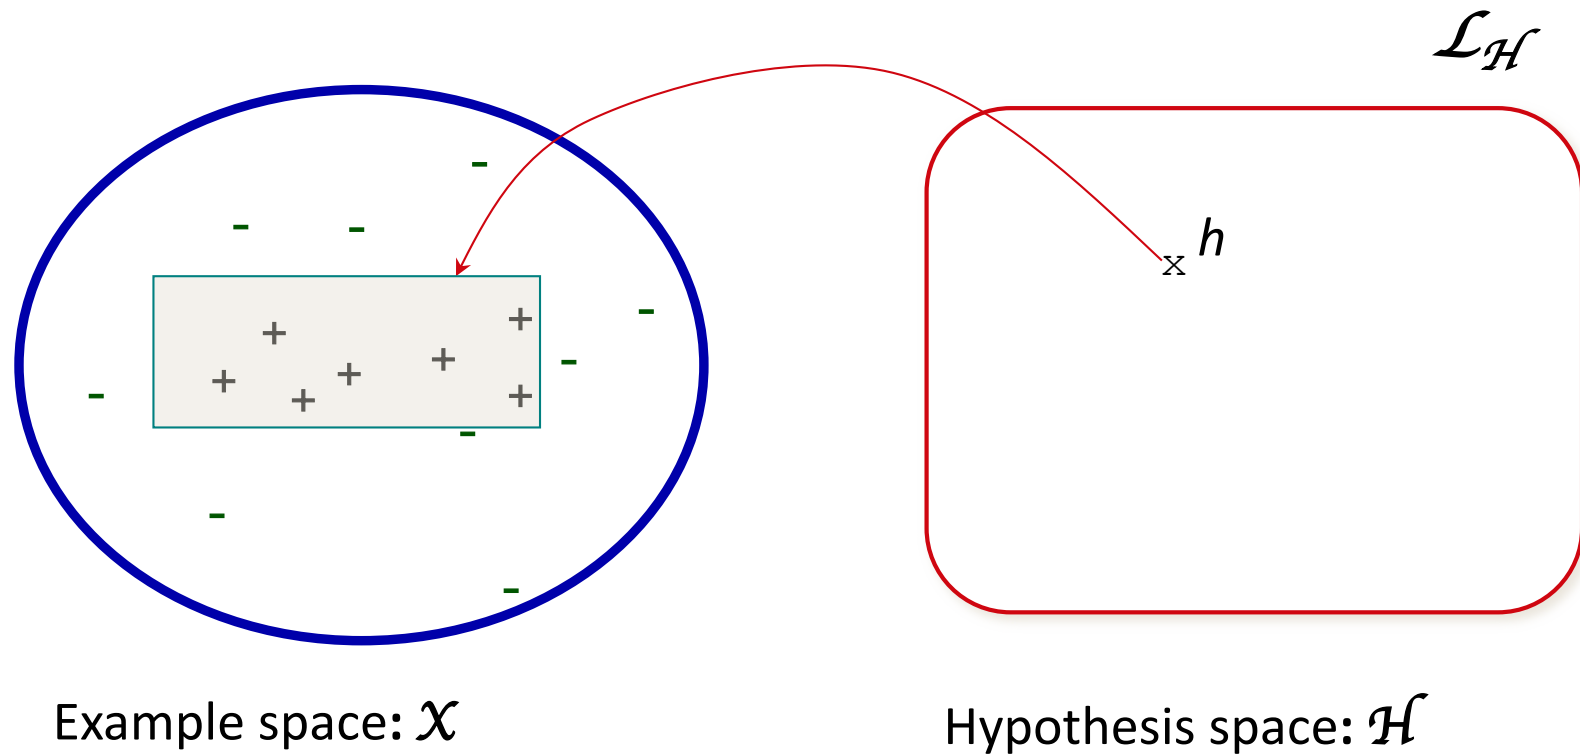 ℒ_ℋ
-
- -
h
x
+ + -
+ -
+ + + +
- +
-
-
-
Example space: 𝒳
Hypothesis space: ℋ